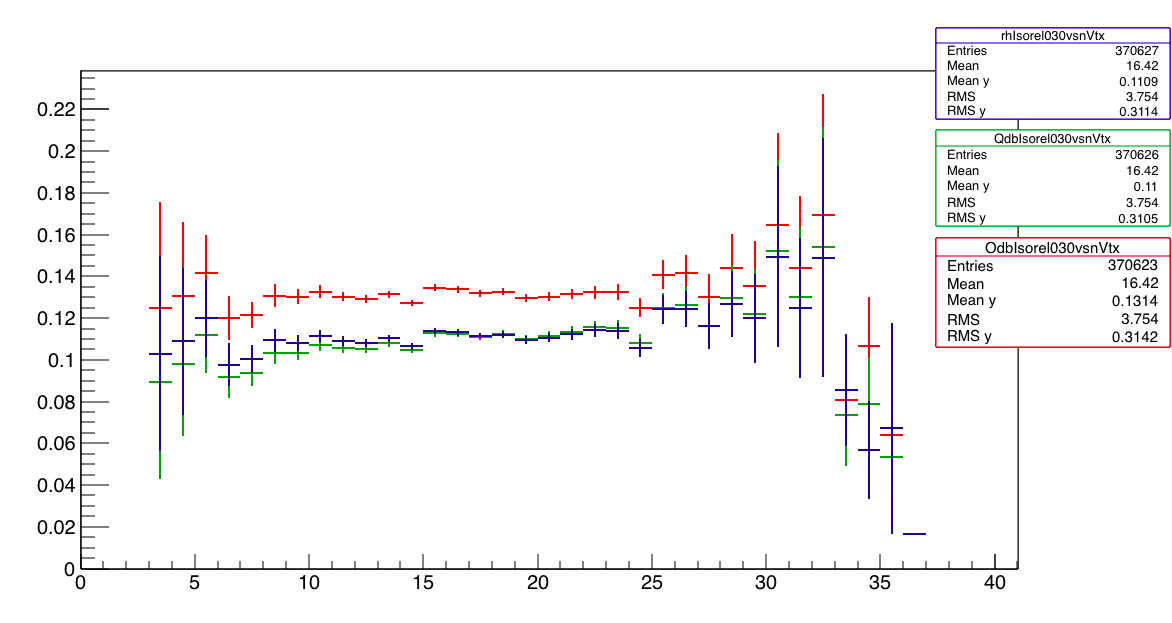 rhIsorel030vsnVtx
Entries 370627
Mean 16.42
Mean y 0.1109
RMS 3.754
RMS y 0.3114
QdbIsorel030vsnVtx
Entries 370626
Mean 16.42
Mean y 0.11
RMS 3.754
RMS y 0.3105
OdbIsorel030vsnVtx
Entries 370623
Mean 16.42
Mean y 0.1314
RMS 3.754
RMS y 0.3142
0.22
0.2
0.18
0.16
0.14
0.12
0.1
0.08
0.06
0.04
0.02
0
0 5 10 15 20 25 30 35 40